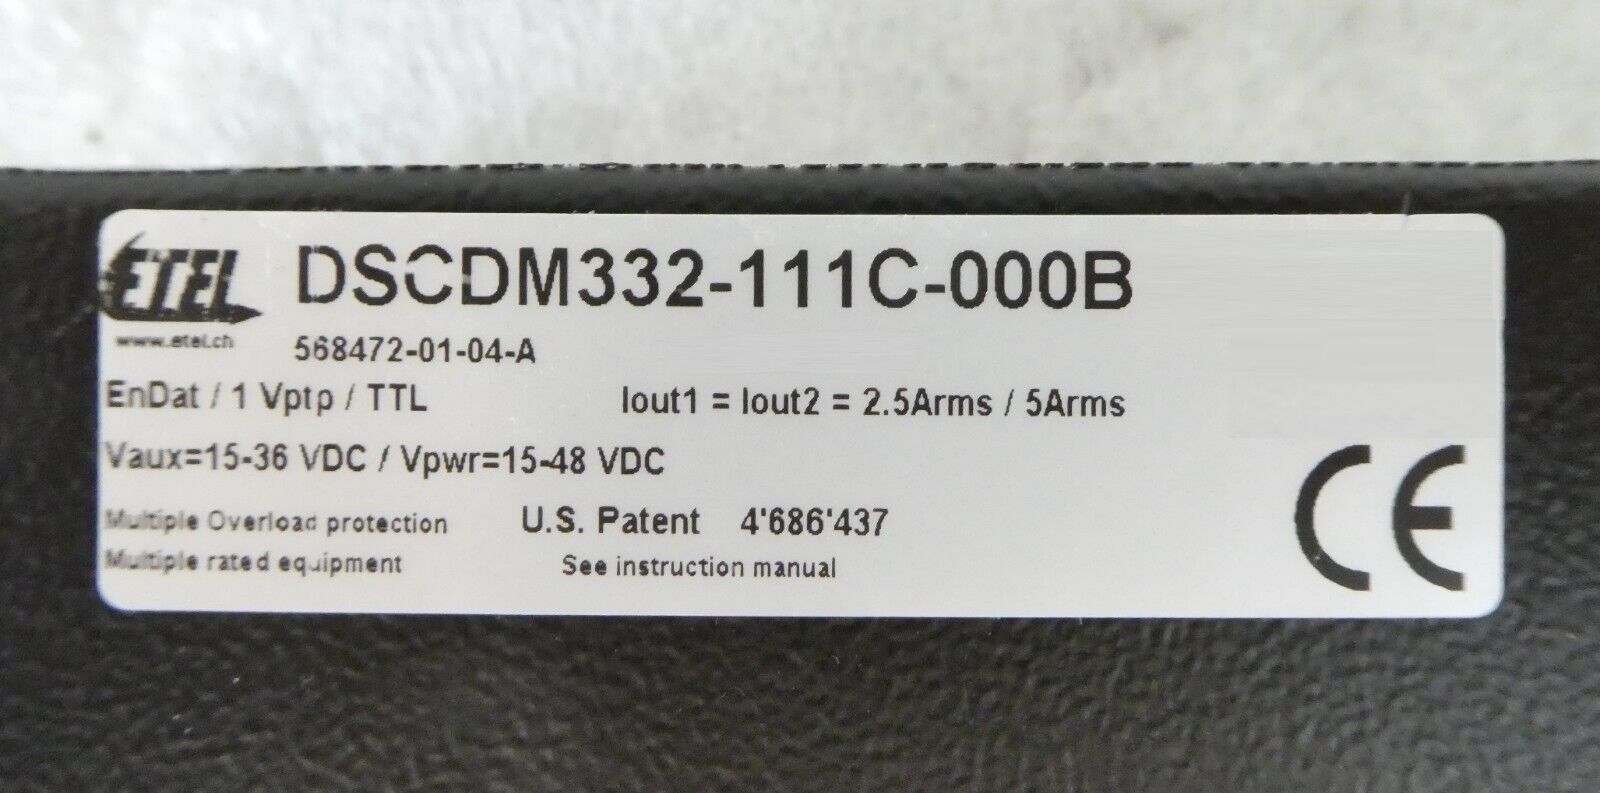 ETEL
DSCDM332-111C-000B
www.etel.ch
568472-01-04-A
EnDat / 1 Vptp / TTL
Iout1 = Iout2 = 2.5Arms / 5Arms
Vaux=15-36 VDC / Vpwr=15-48 VDC
Multiple Overload protection
U.S. Patent 4'686'437
Multiple rated equipment
See instruction manual
CE